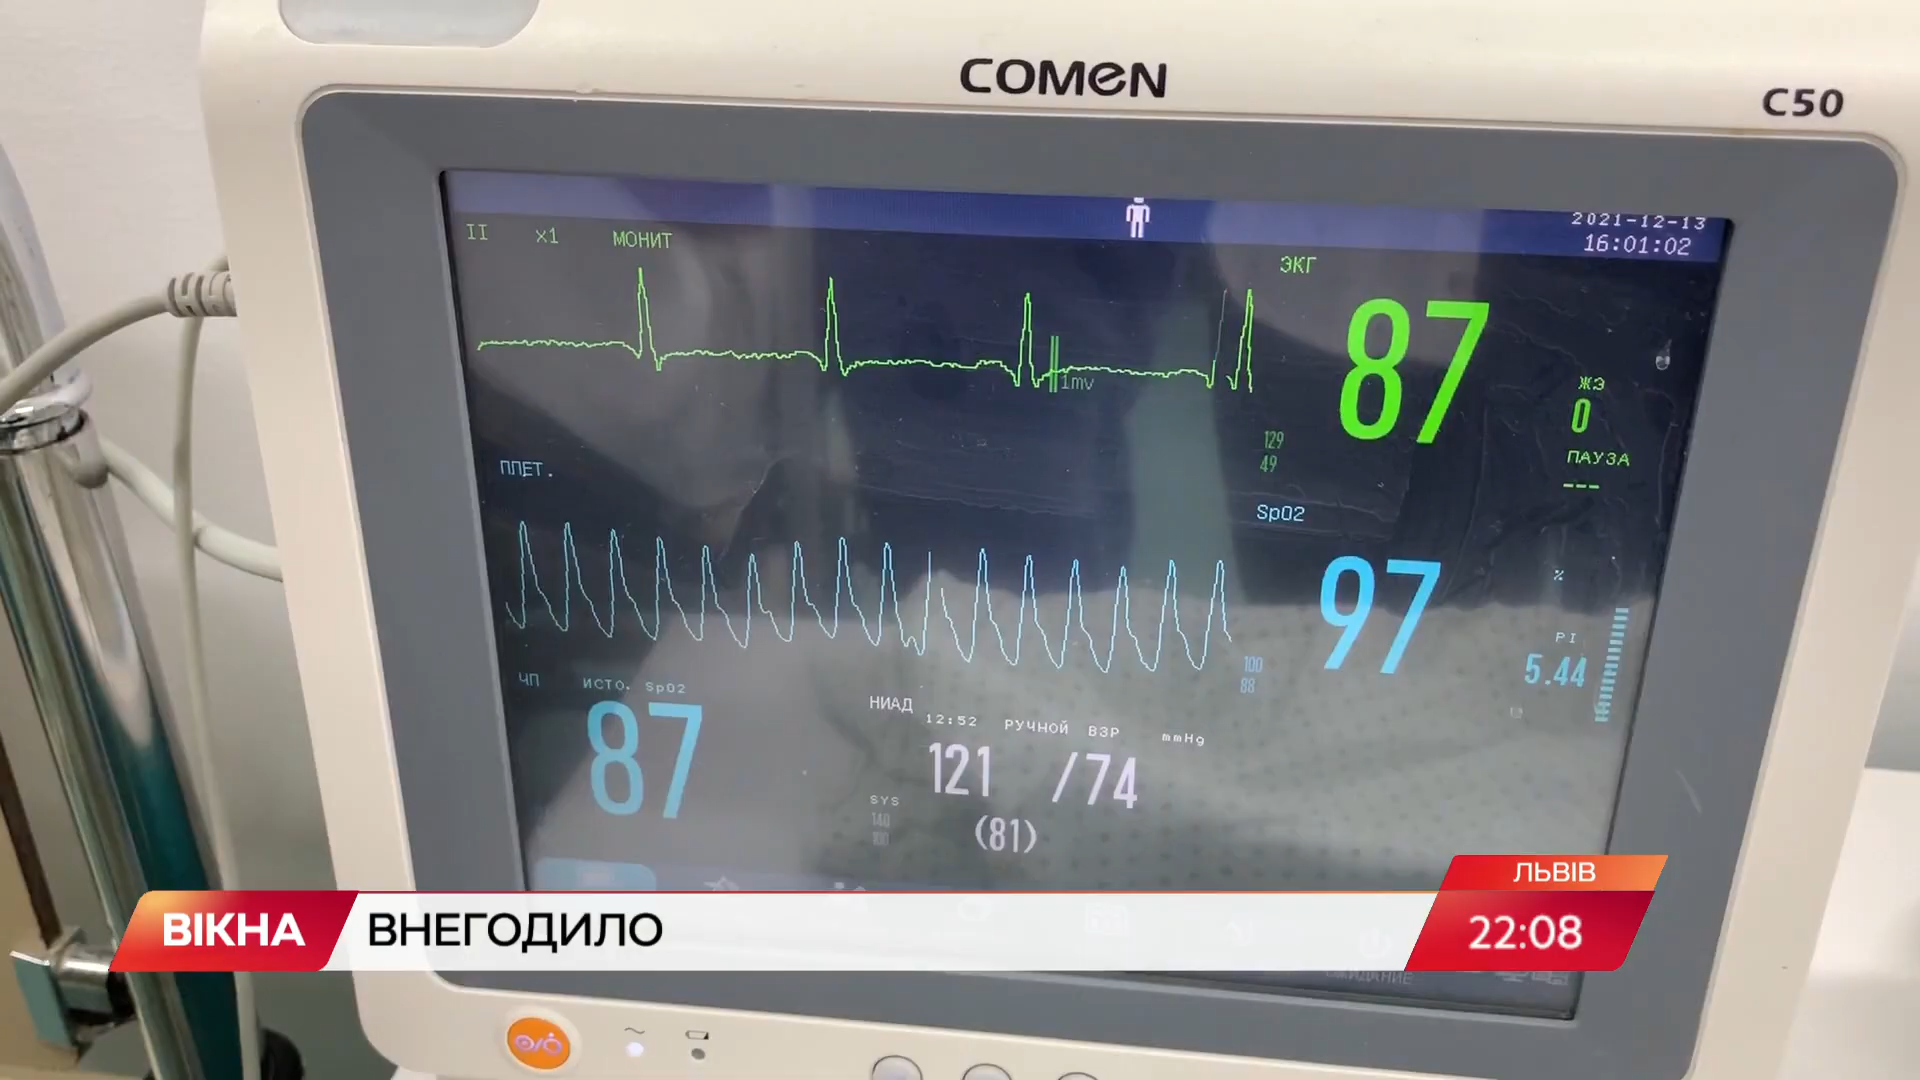 COMEN
C50
2021-12-13
16:01:02
II x1 МОНИТ
ЭКГ
87
1mv
129
49
ЖЭ
0
ПАУЗА
---
ПЛЕТ.
SpO2
97
100
88
%
PI
5.44
ЧП ИСТО. SpO2
87
НИАД 12:52 РУЧНОЙ ВЗР mmHg
121 /74
(81)
SYS
140
ЛЬВІВ
ВІКНА ВНЕГОДИЛО 22:08